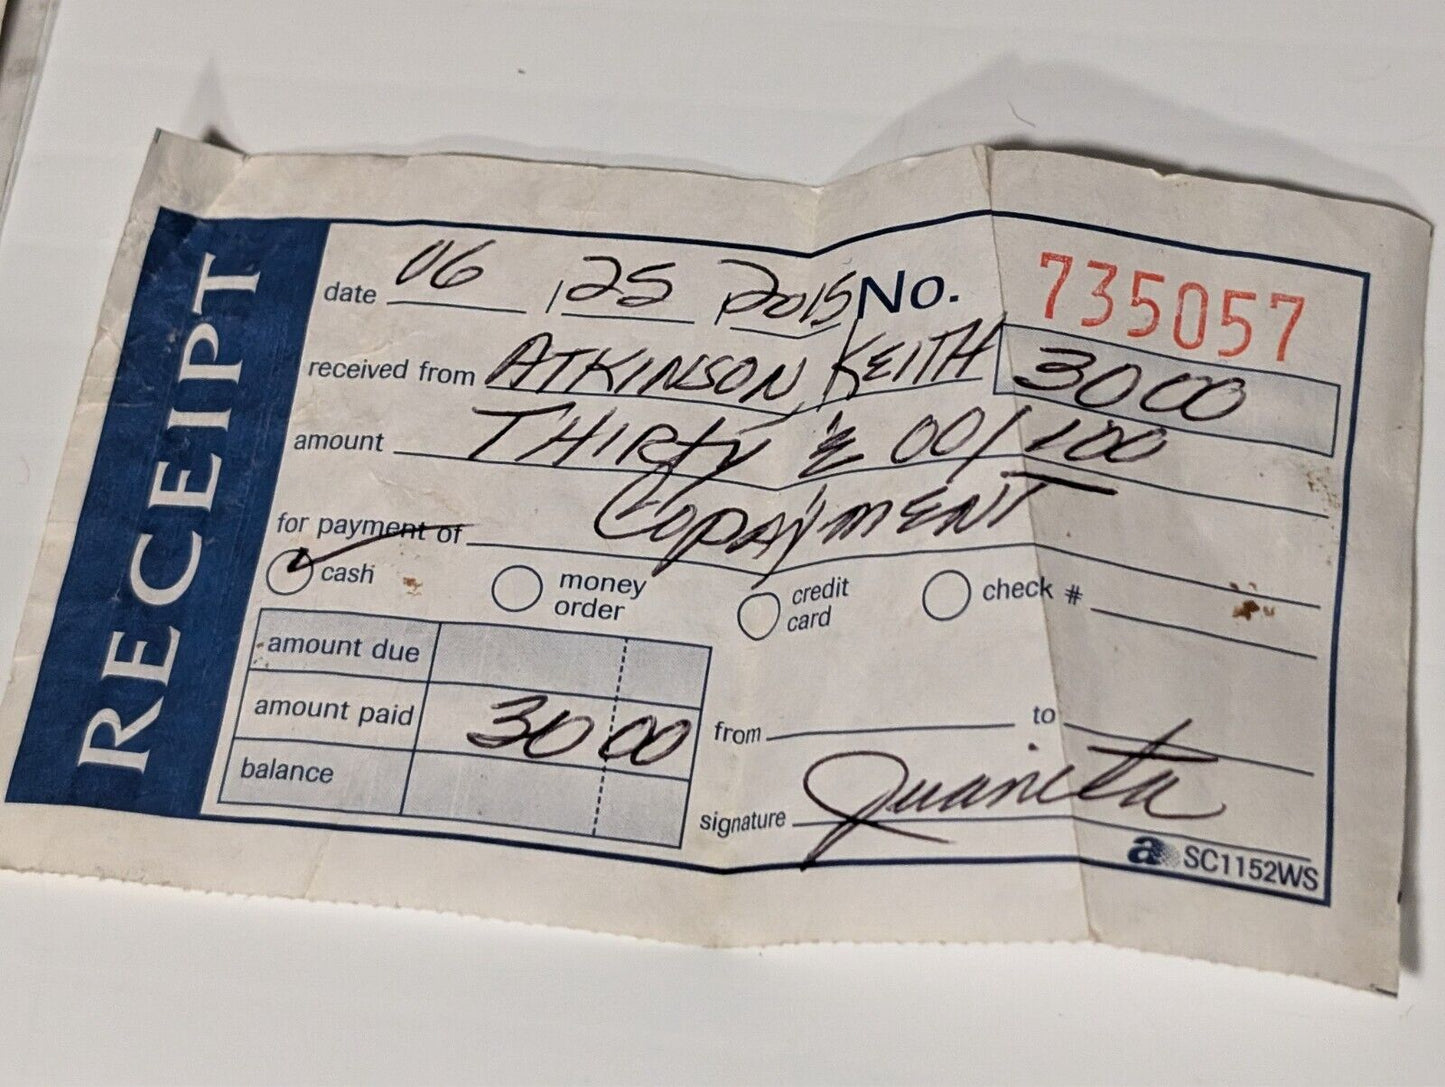 RECEIPT
date 06, 25, 2015 No. 735057
received from ATKINSON, KEITH 30 00
amount THIRTY & 00/100
for payment of COPAYMENT
cash money order credit card check #
amount due
amount paid 30 00
balance
from to
signature Juanita
a SC1152WS